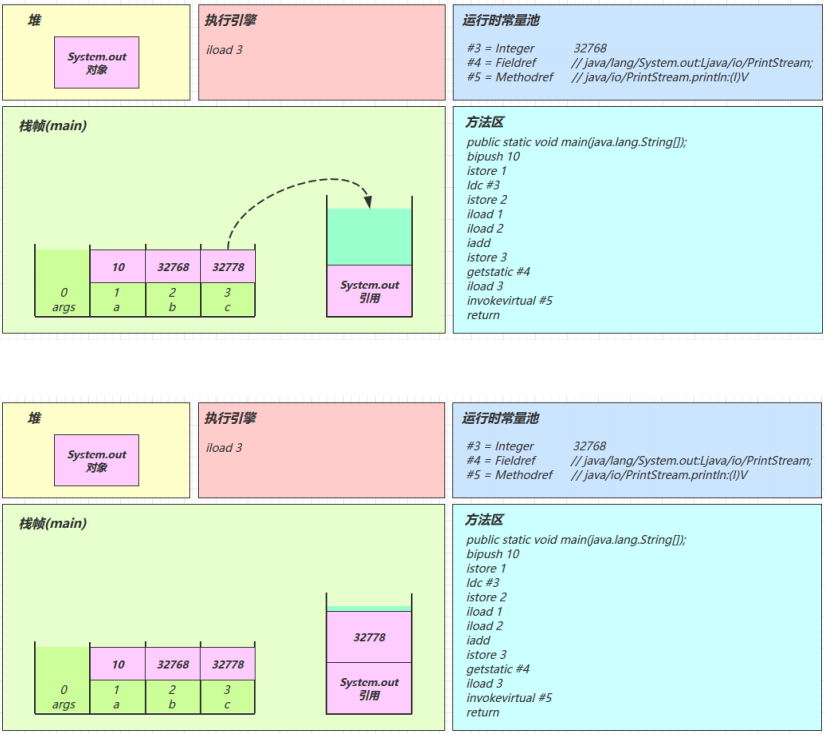 堆
System.out
对象
执行引擎
iload 3
运行时常量池
#3 = Integer 32768
#4 = Fieldref // java/lang/System.out:Ljava/io/PrintStream;
#5 = Methodref // java/io/PrintStream.println:(I)V
栈帧(main)
10 32768 32778
0 1 2 3
args a b c
System.out
引用
方法区
public static void main(java.lang.String[]);
bipush 10
istore 1
ldc #3
istore 2
iload 1
iload 2
iadd
istore 3
getstatic #4
iload 3
invokevirtual #5
return
堆
System.out
对象
执行引擎
iload 3
运行时常量池
#3 = Integer 32768
#4 = Fieldref // java/lang/System.out:Ljava/io/PrintStream;
#5 = Methodref // java/io/PrintStream.println:(I)V
栈帧(main)
10 32768 32778
0 1 2 3
args a b c
32778
System.out
引用
方法区
public static void main(java.lang.String[]);
bipush 10
istore 1
ldc #3
istore 2
iload 1
iload 2
iadd
istore 3
getstatic #4
iload 3
invokevirtual #5
return